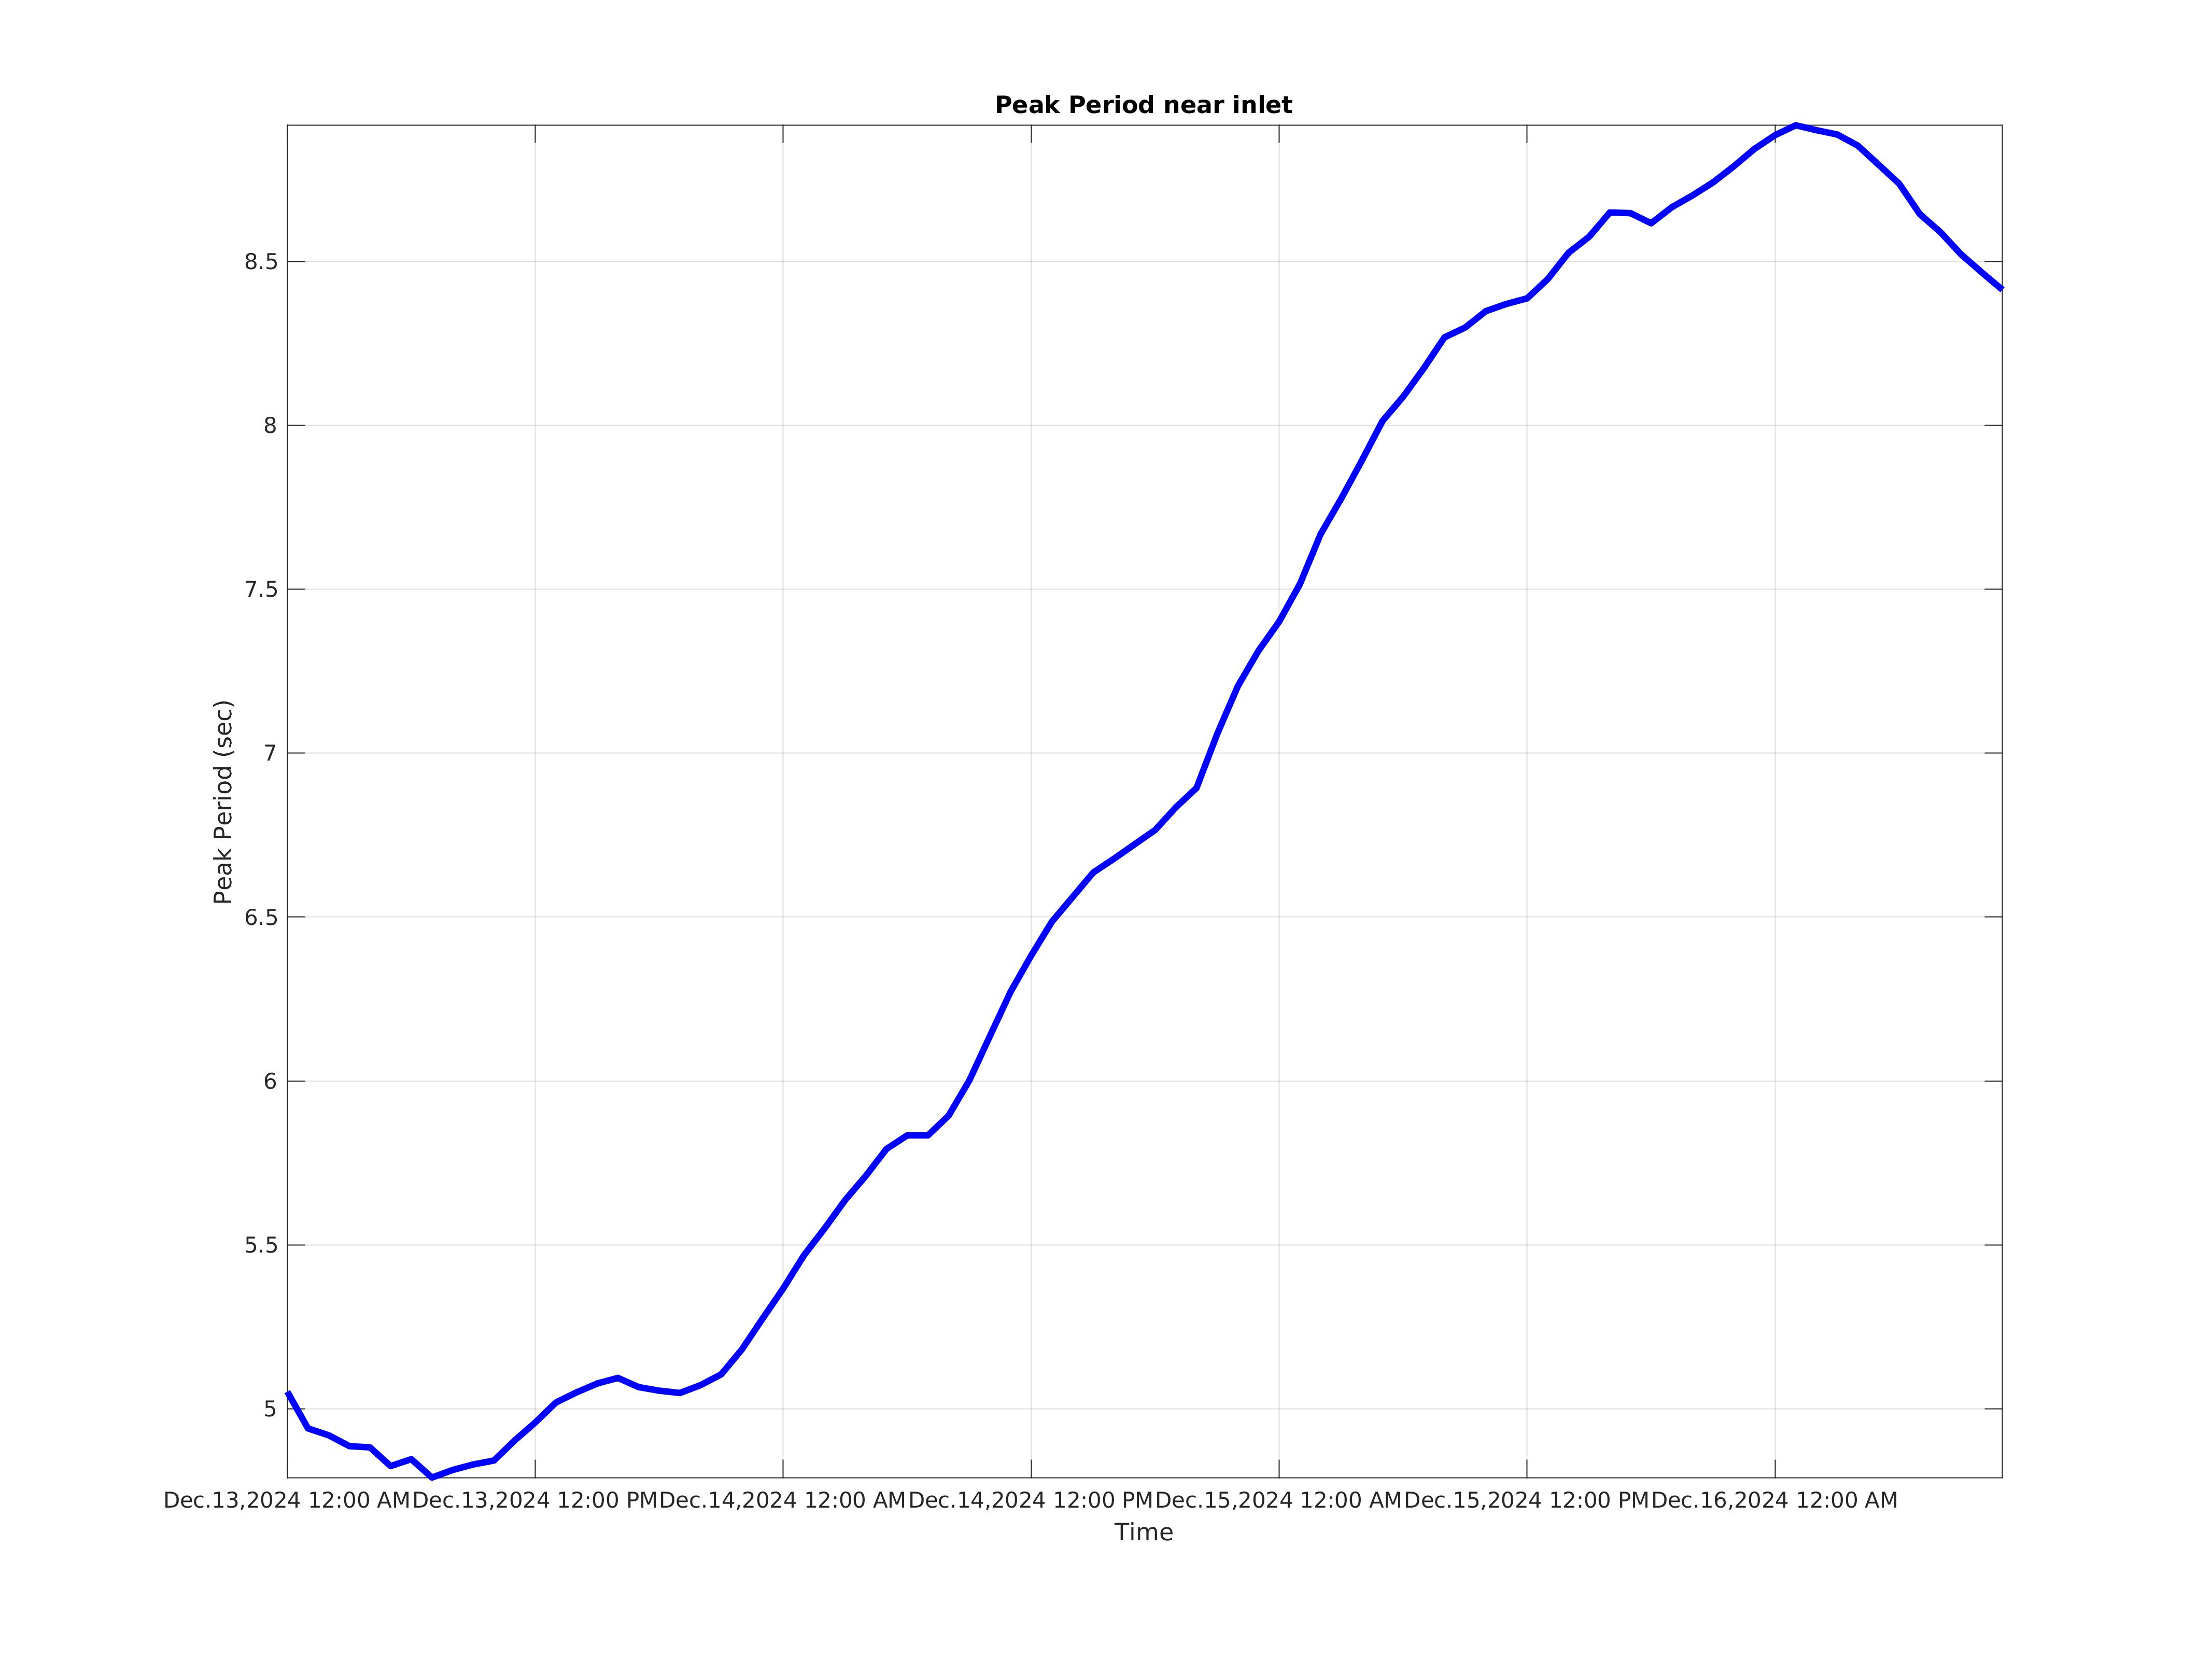 Peak Period near inlet
8.5
8
7.5
7
6.5
6
5.5
5
Peak Period (sec)
Dec.13,2024 12:00 AM Dec.13,2024 12:00 PM Dec.14,2024 12:00 AM Dec.14,2024 12:00 PM Dec.15,2024 12:00 AM Dec.15,2024 12:00 PM Dec.16,2024 12:00 AM
Time